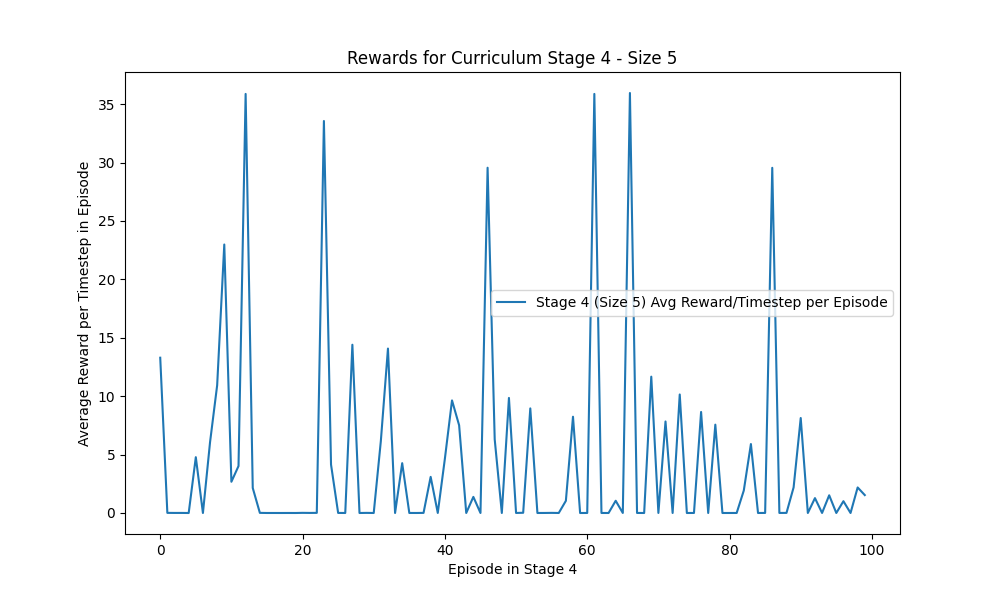 Rewards for Curriculum Stage 4 - Size 5
Average Reward per Timestep in Episode
35
30
25
20
15
10
5
0
Stage 4 (Size 5) Avg Reward/Timestep per Episode
0 20 40 60 80 100
Episode in Stage 4